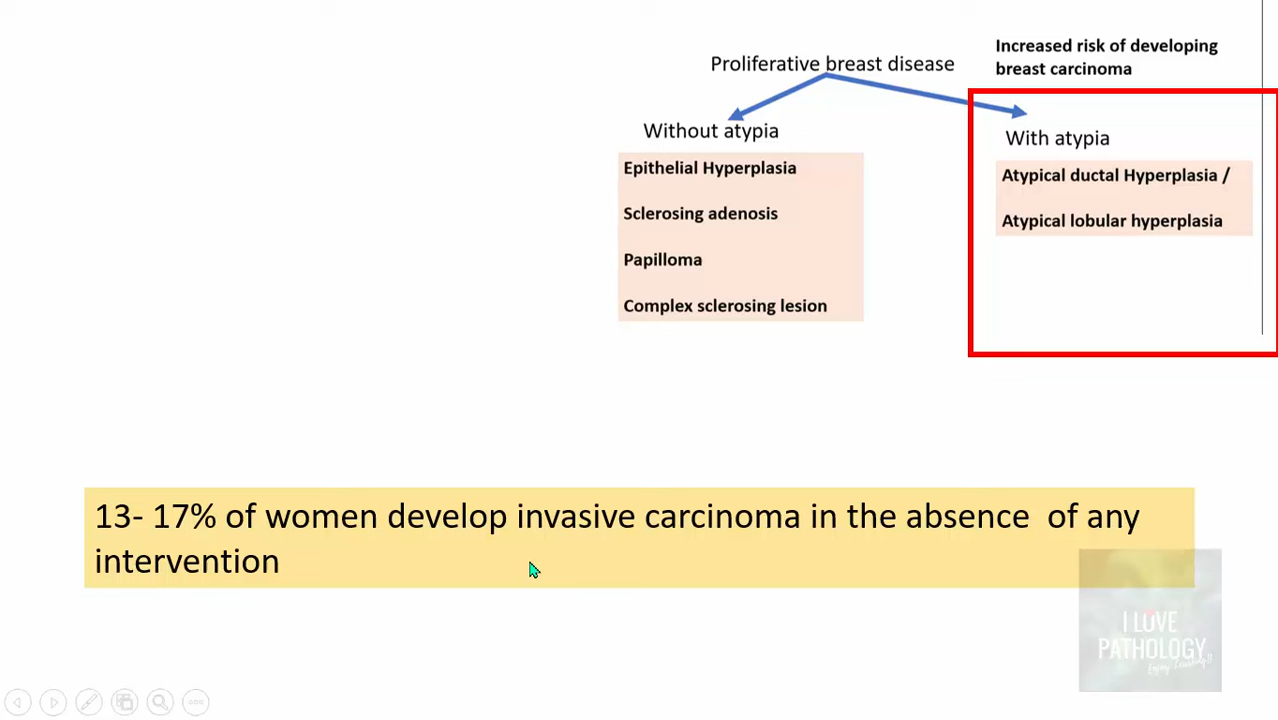 Increased risk of developing
breast carcinoma
Proliferative breast disease
Without atypia
With atypia
Epithelial Hyperplasia
Sclerosing adenosis
Papilloma
Complex sclerosing lesion
Atypical ductal Hyperplasia /
Atypical lobular hyperplasia
13- 17% of women develop invasive carcinoma in the absence  of any
intervention
I LOVE
PATHOLOGY
Enjoy Learning!!